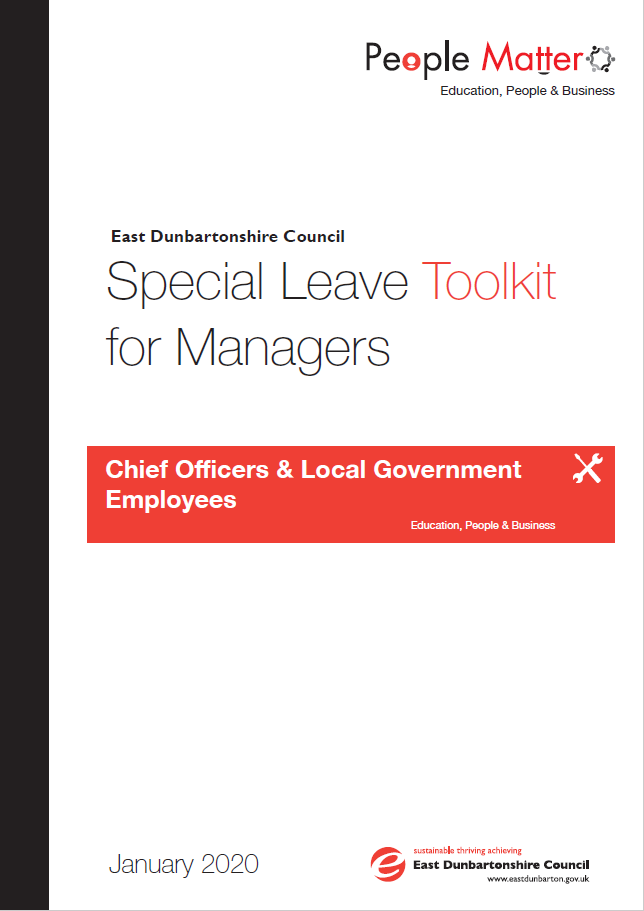 People Matter
Education, People & Business
East Dunbartonshire Council
Special Leave Toolkit
for Managers
Chief Officers & Local Government
Employees
Education, People & Business
January 2020
sustainable thriving achieving
East Dunbartonshire Council
www.eastdunbarton.gov.uk